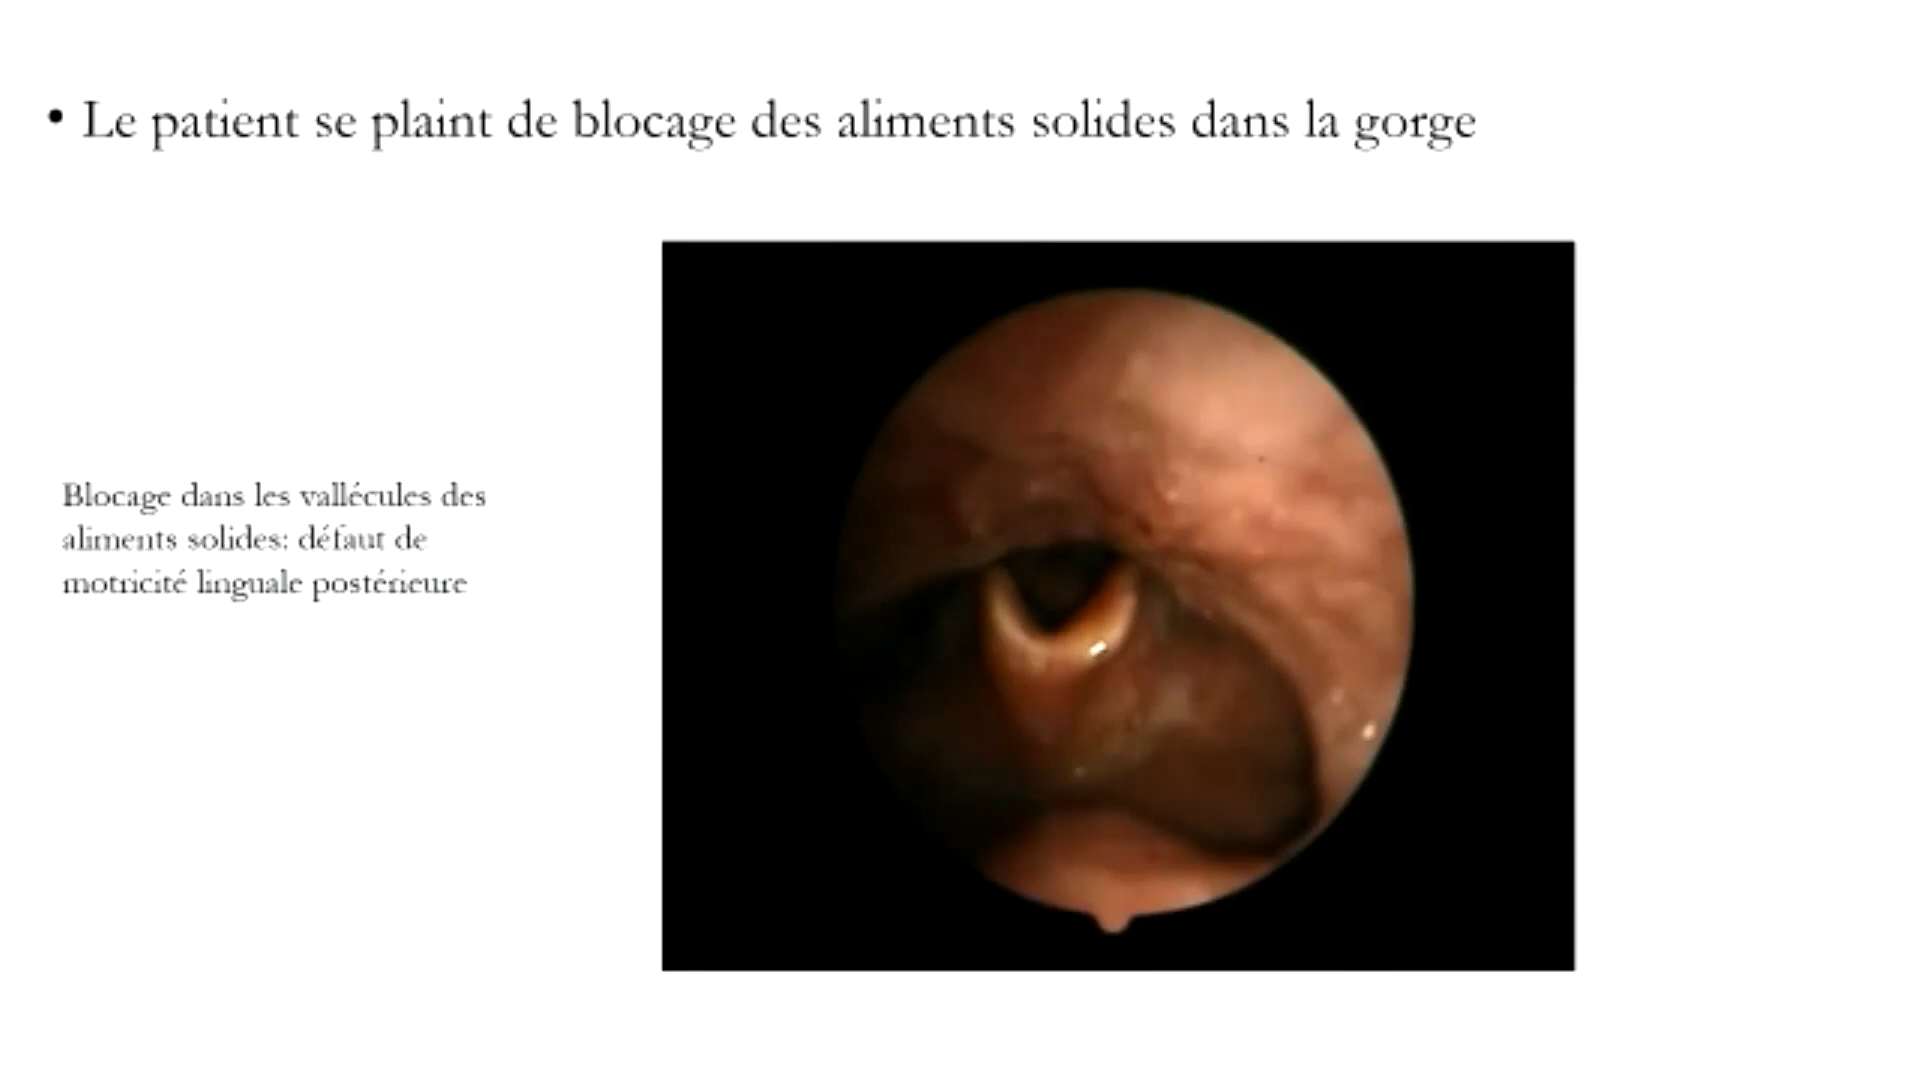 • Le patient se plaint de blocage des aliments solides dans la gorge
Blocage dans les vallécules des
aliments solides: défaut de
motricité linguale postérieure